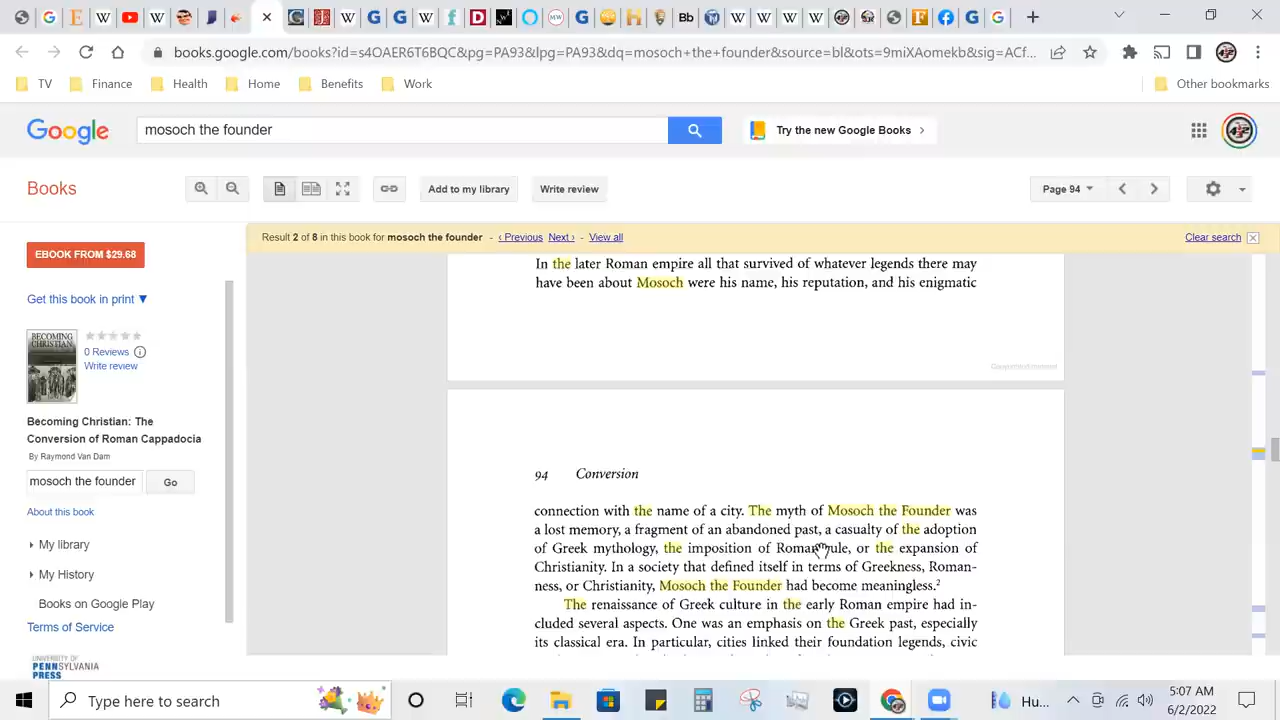 books.google.com/books?id=s4OAER6T6BQC&pg=PA93&lpg=PA93&dq=mosoch+the+founder&source=bl&ots=9miXAomekb&sig=ACf...
TV Finance Health Home Benefits Work Other bookmarks
Google mosoch the founder Try the new Google Books
Books Add to my library Write review Page 94
Result 2 of 8 in this book for mosoch the founder - ‹ Previous Next › - View all Clear search
EBOOK FROM $29.68
Get this book in print ▼
BECOMING CHRISTIAN
0 Reviews
Write review
Becoming Christian: The
Conversion of Roman Cappadocia
By Raymond Van Dam
mosoch the founder Go
About this book
My library
My History
Books on Google Play
Terms of Service
UNIVERSITY OF
PENNSYLVANIA
PRESS
In the later Roman empire all that survived of whatever legends there may
have been about Mosoch were his name, his reputation, and his enigmatic
Copyrighted material
94 Conversion
connection with the name of a city. The myth of Mosoch the Founder was
a lost memory, a fragment of an abandoned past, a casualty of the adoption
of Greek mythology, the imposition of Roman rule, or the expansion of
Christianity. In a society that defined itself in terms of Greekness, Roman-
ness, or Christianity, Mosoch the Founder had become meaningless.²
The renaissance of Greek culture in the early Roman empire had in-
cluded several aspects. One was an emphasis on the Greek past, especially
its classical era. In particular, cities linked their foundation legends, civic
Type here to search
Hu...
5:07 AM
6/2/2022